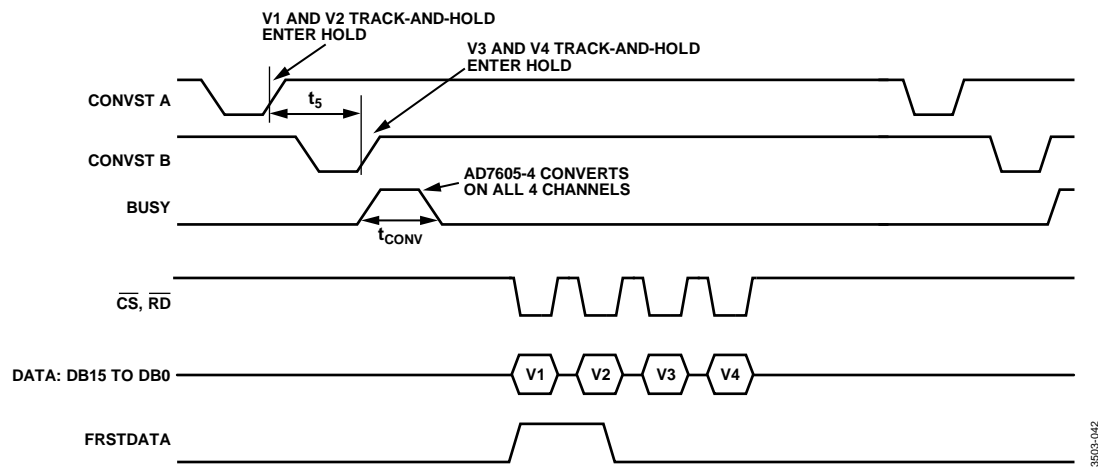 V1 AND V2 TRACK-AND-HOLD
ENTER HOLD
V3 AND V4 TRACK-AND-HOLD
ENTER HOLD
CONVST A
t5
CONVST B
AD7605-4 CONVERTS
ON ALL 4 CHANNELS
BUSY
tCONV
CS, RD
DATA: DB15 TO DB0
V1 V2 V3 V4
FRSTDATA
3503-042